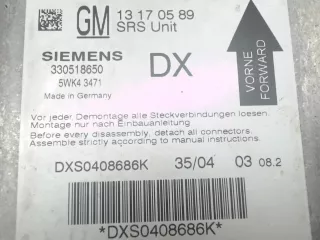 GM 13 17 05 89
SRS Unit
SIEMENS
330518650 DX
5WK4 3471
Made in Germany
VORNE
FORWARD
Vor jeder Demontage alle Steckverbindungen loesen.
Montage nur nach Einbauanleitung.
Before every disassembly, detach all connectors.
Assemble strictly according to manual instructions.
DXS0408686K 35/04 03 08.2
*DXS0408686K*